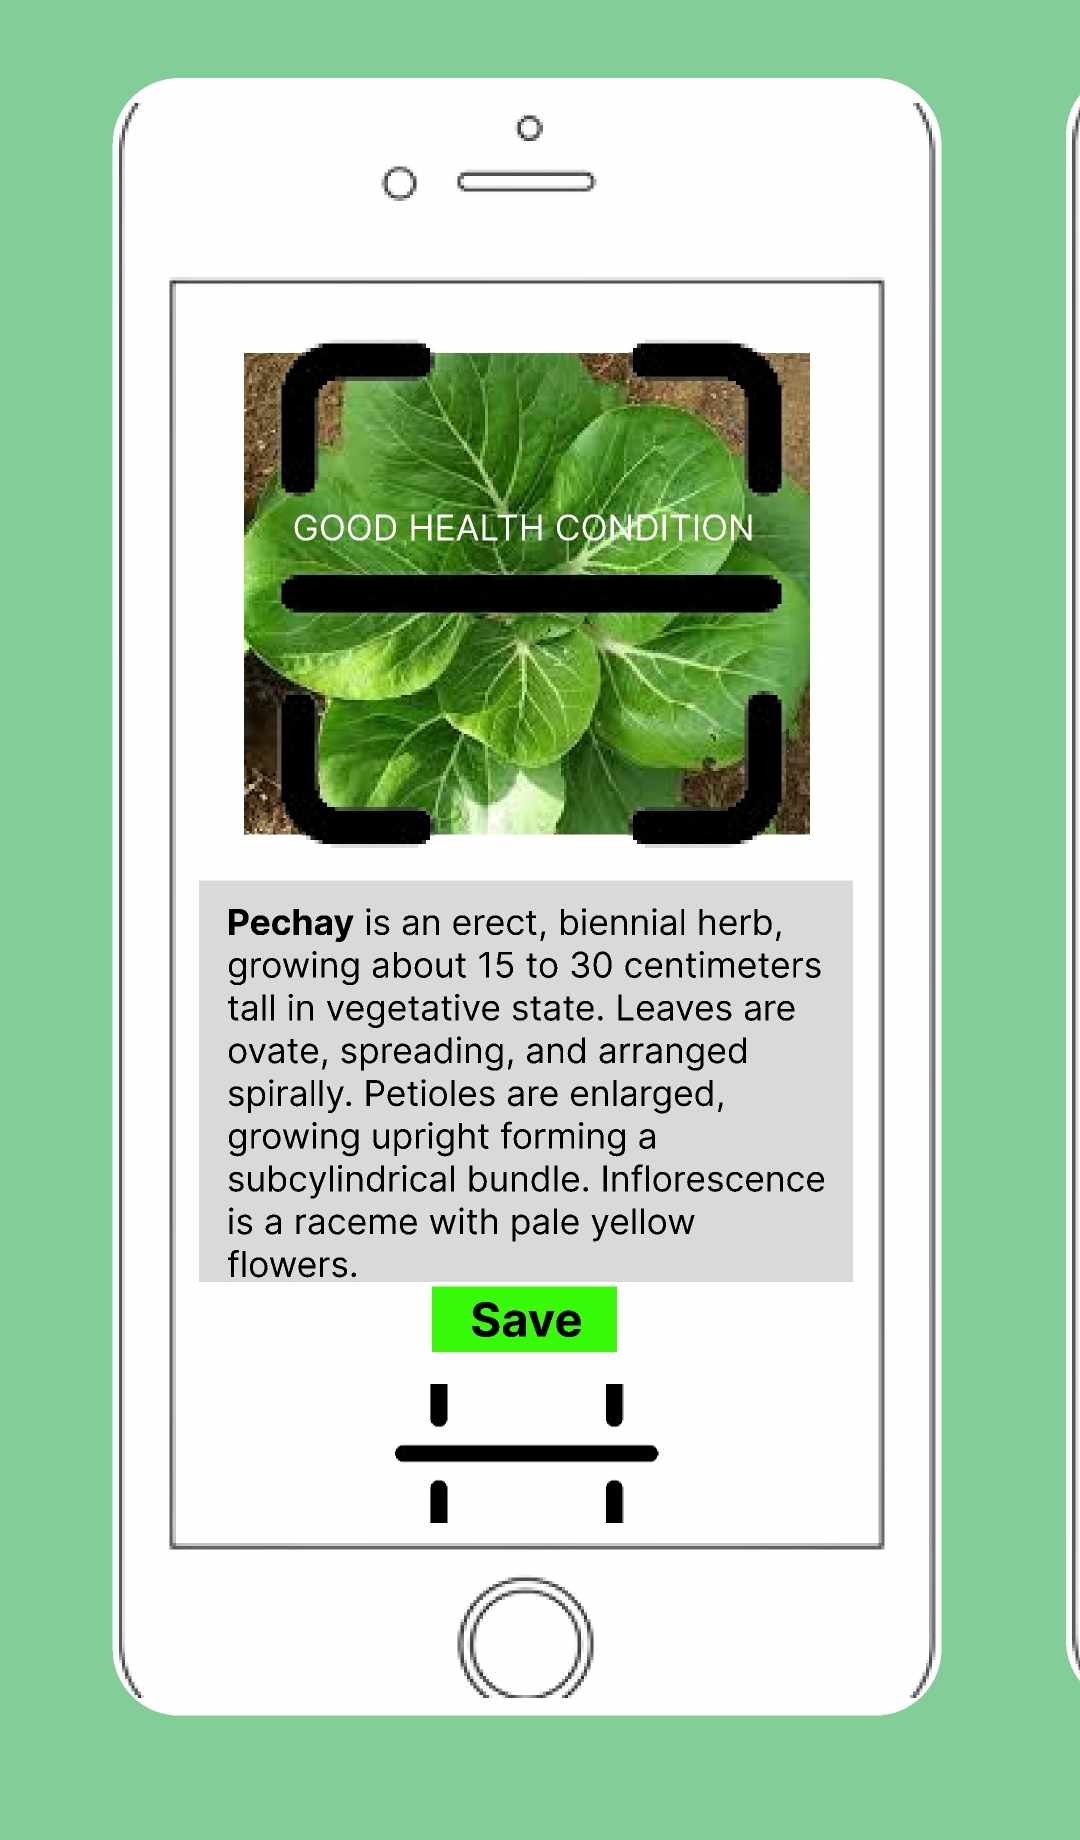 GOOD HEALTH CONDITION
Pechay is an erect, biennial herb,
growing about 15 to 30 centimeters
tall in vegetative state. Leaves are
ovate, spreading, and arranged
spirally. Petioles are enlarged,
growing upright forming a
subcylindrical bundle. Inflorescence
is a raceme with pale yellow
flowers.
Save